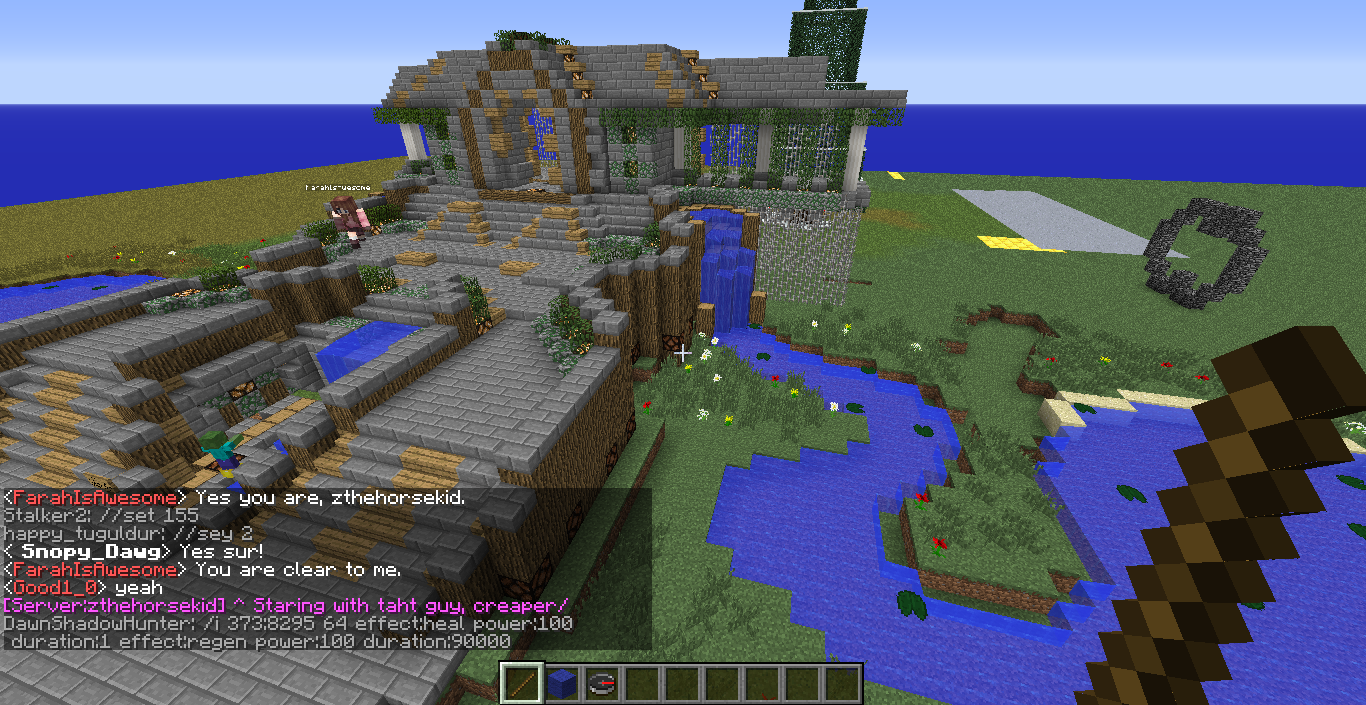 FarahIsAwesome
<FarahIsAwesome> Yes you are, zthehorsekid.
Stalker2: //set 155
happy_tuguldur: //sey 2
< Snopy_Dawg> Yes sur!
<FarahIsAwesome> You are clear to me.
<Good1_0> yeah
[Server:zthehorsekid] ^ Staring with taht guy, creaper/
DawnShadowHunter: /i 373:8295 64 effect:heal power:100
duration:1 effect:regen power:100 duration:90000